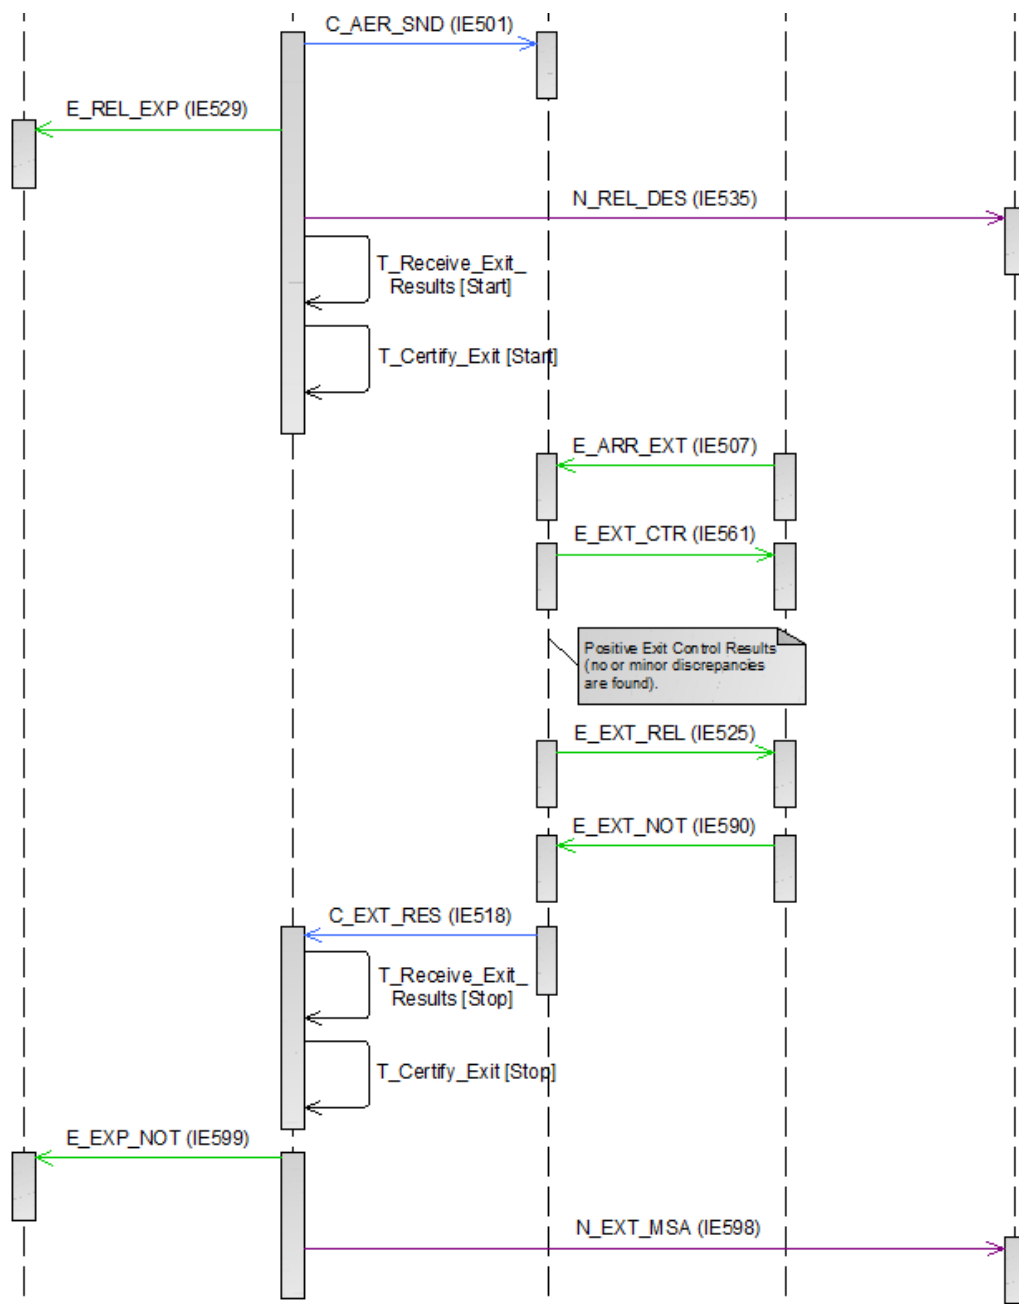 C_AER_SND (IE501)
E_REL_EXP (IE529)
N_REL_DES (IE535)
T_Receive_Exit_
Results [Start]
T_Certify_Exit [Start]
E_ARR_EXT (IE507)
E_EXT_CTR (IE561)
Positive Exit Control Results
(no or minor discrepancies
are found).
E_EXT_REL (IE525)
E_EXT_NOT (IE590)
C_EXT_RES (IE518)
T_Receive_Exit_
Results [Stop]
T_Certify_Exit [Stop]
E_EXP_NOT (IE599)
N_EXT_MSA (IE598)